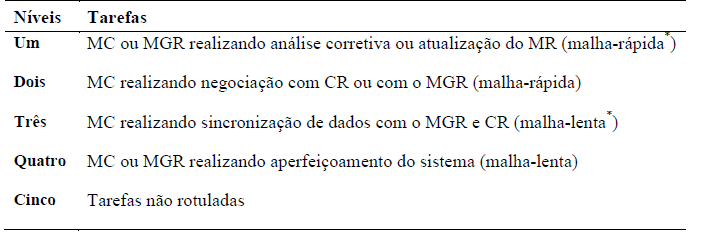 Níveis Tarefas
Um MC ou MGR realizando análise corretiva ou atualização do MR (malha-rápida*)
Dois MC realizando negociação com CR ou com o MGR (malha-rápida)
Três MC realizando sincronização de dados com o MGR e CR (malha-lenta*)
Quatro MC ou MGR realizando aperfeiçoamento do sistema (malha-lenta)
Cinco Tarefas não rotuladas